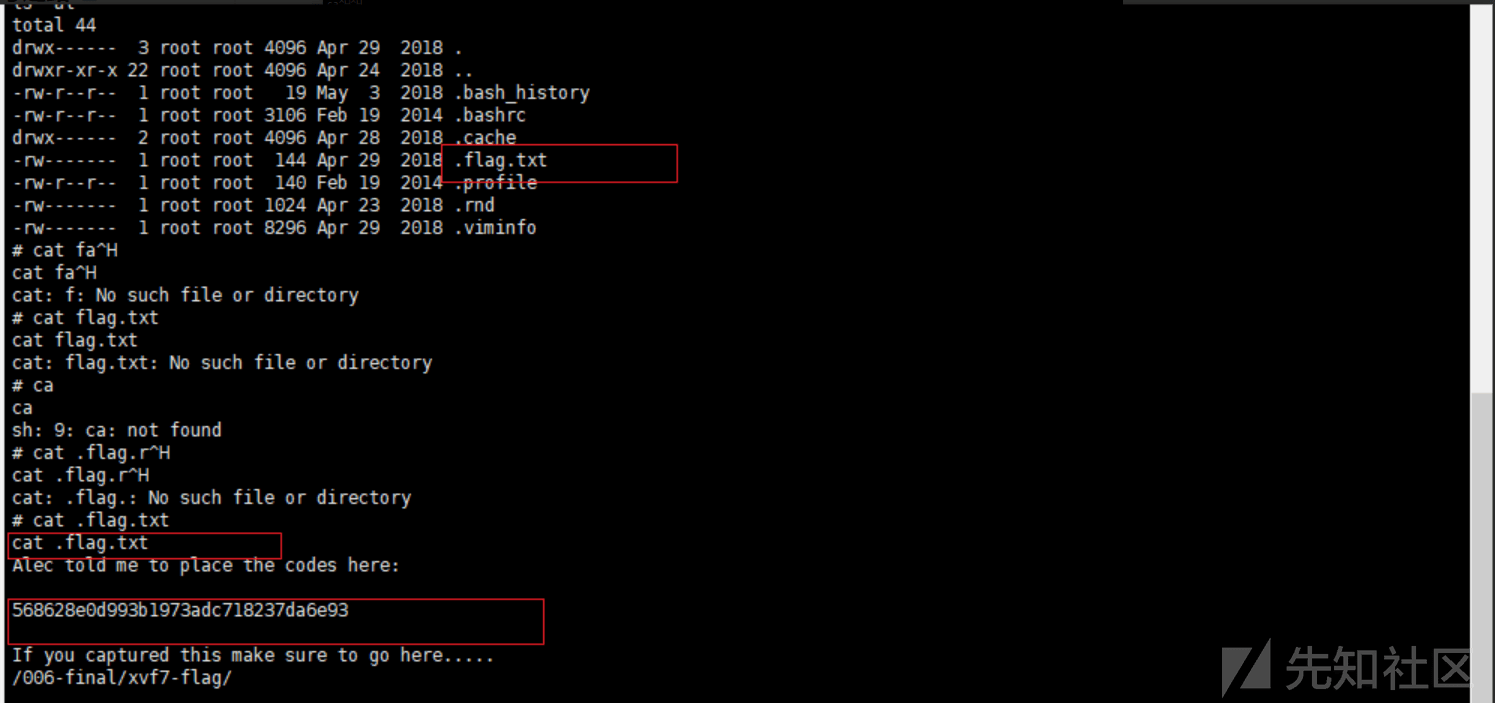 ls -al
total 44
drwx------  3 root root 4096 Apr 29  2018 .
drwxr-xr-x 22 root root 4096 Apr 24  2018 ..
-rw-r--r--  1 root root   19 May  3  2018 .bash_history
-rw-r--r--  1 root root 3106 Feb 19  2014 .bashrc
drwx------  2 root root 4096 Apr 28  2018 .cache
-rw-------  1 root root  144 Apr 29  2018 .flag.txt
-rw-r--r--  1 root root  140 Feb 19  2014 .profile
-rw-------  1 root root 1024 Apr 23  2018 .rnd
-rw-------  1 root root 8296 Apr 29  2018 .viminfo
# cat fa^H
cat fa^H
cat: f: No such file or directory
# cat flag.txt
cat flag.txt
cat: flag.txt: No such file or directory
# ca
ca
sh: 9: ca: not found
# cat .flag.r^H
cat .flag.r^H
cat: .flag.: No such file or directory
# cat .flag.txt
cat .flag.txt
Alec told me to place the codes here:
568628e0d993b1973adc718237da6e93
If you captured this make sure to go here.....
/006-final/xvf7-flag/
先知社区